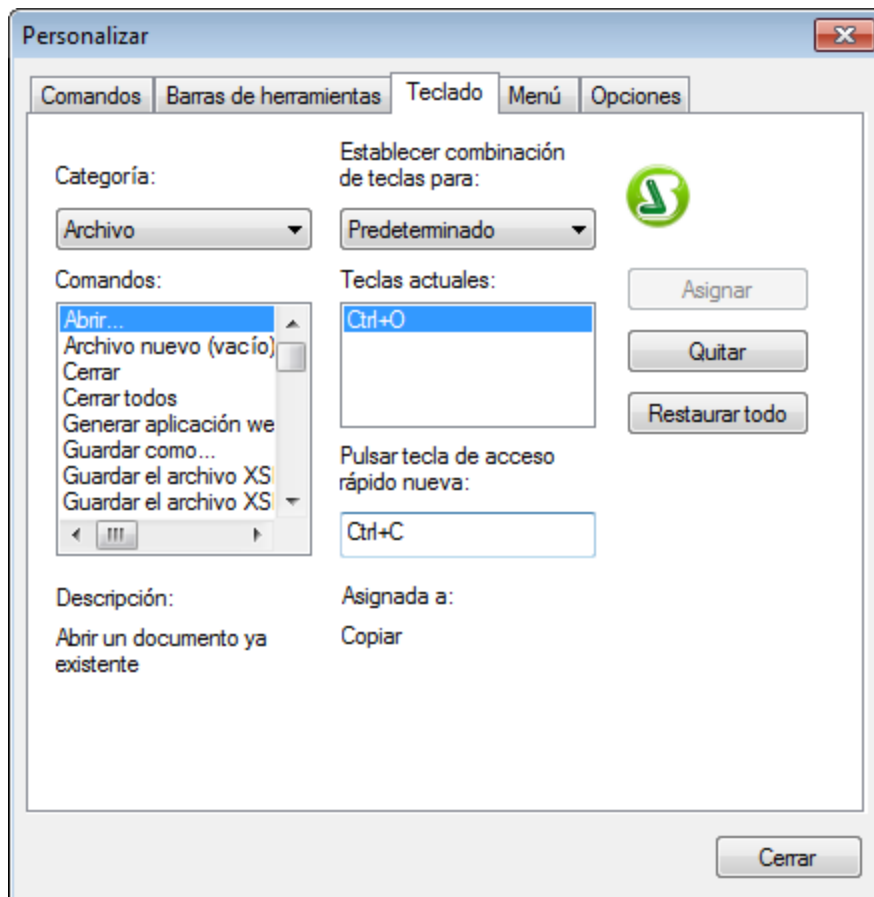 Personalizar
Comandos
Barras de herramientas
Teclado
Menú
Opciones
Categoría:
Establecer combinación
de teclas para:
Archivo
Predeterminado
Comandos:
Teclas actuales:
Abrir...
Archivo nuevo (vacío)
Cerrar
Cerrar todos
Generar aplicación we
Guardar como...
Guardar el archivo XS
Guardar el archivo XS
Ctrl+O
Asignar
Quitar
Restaurar todo
Pulsar tecla de acceso
rápido nueva:
Ctrl+C
Descripción:
Abrir un documento ya
existente
Asignada a:
Copiar
Cerrar